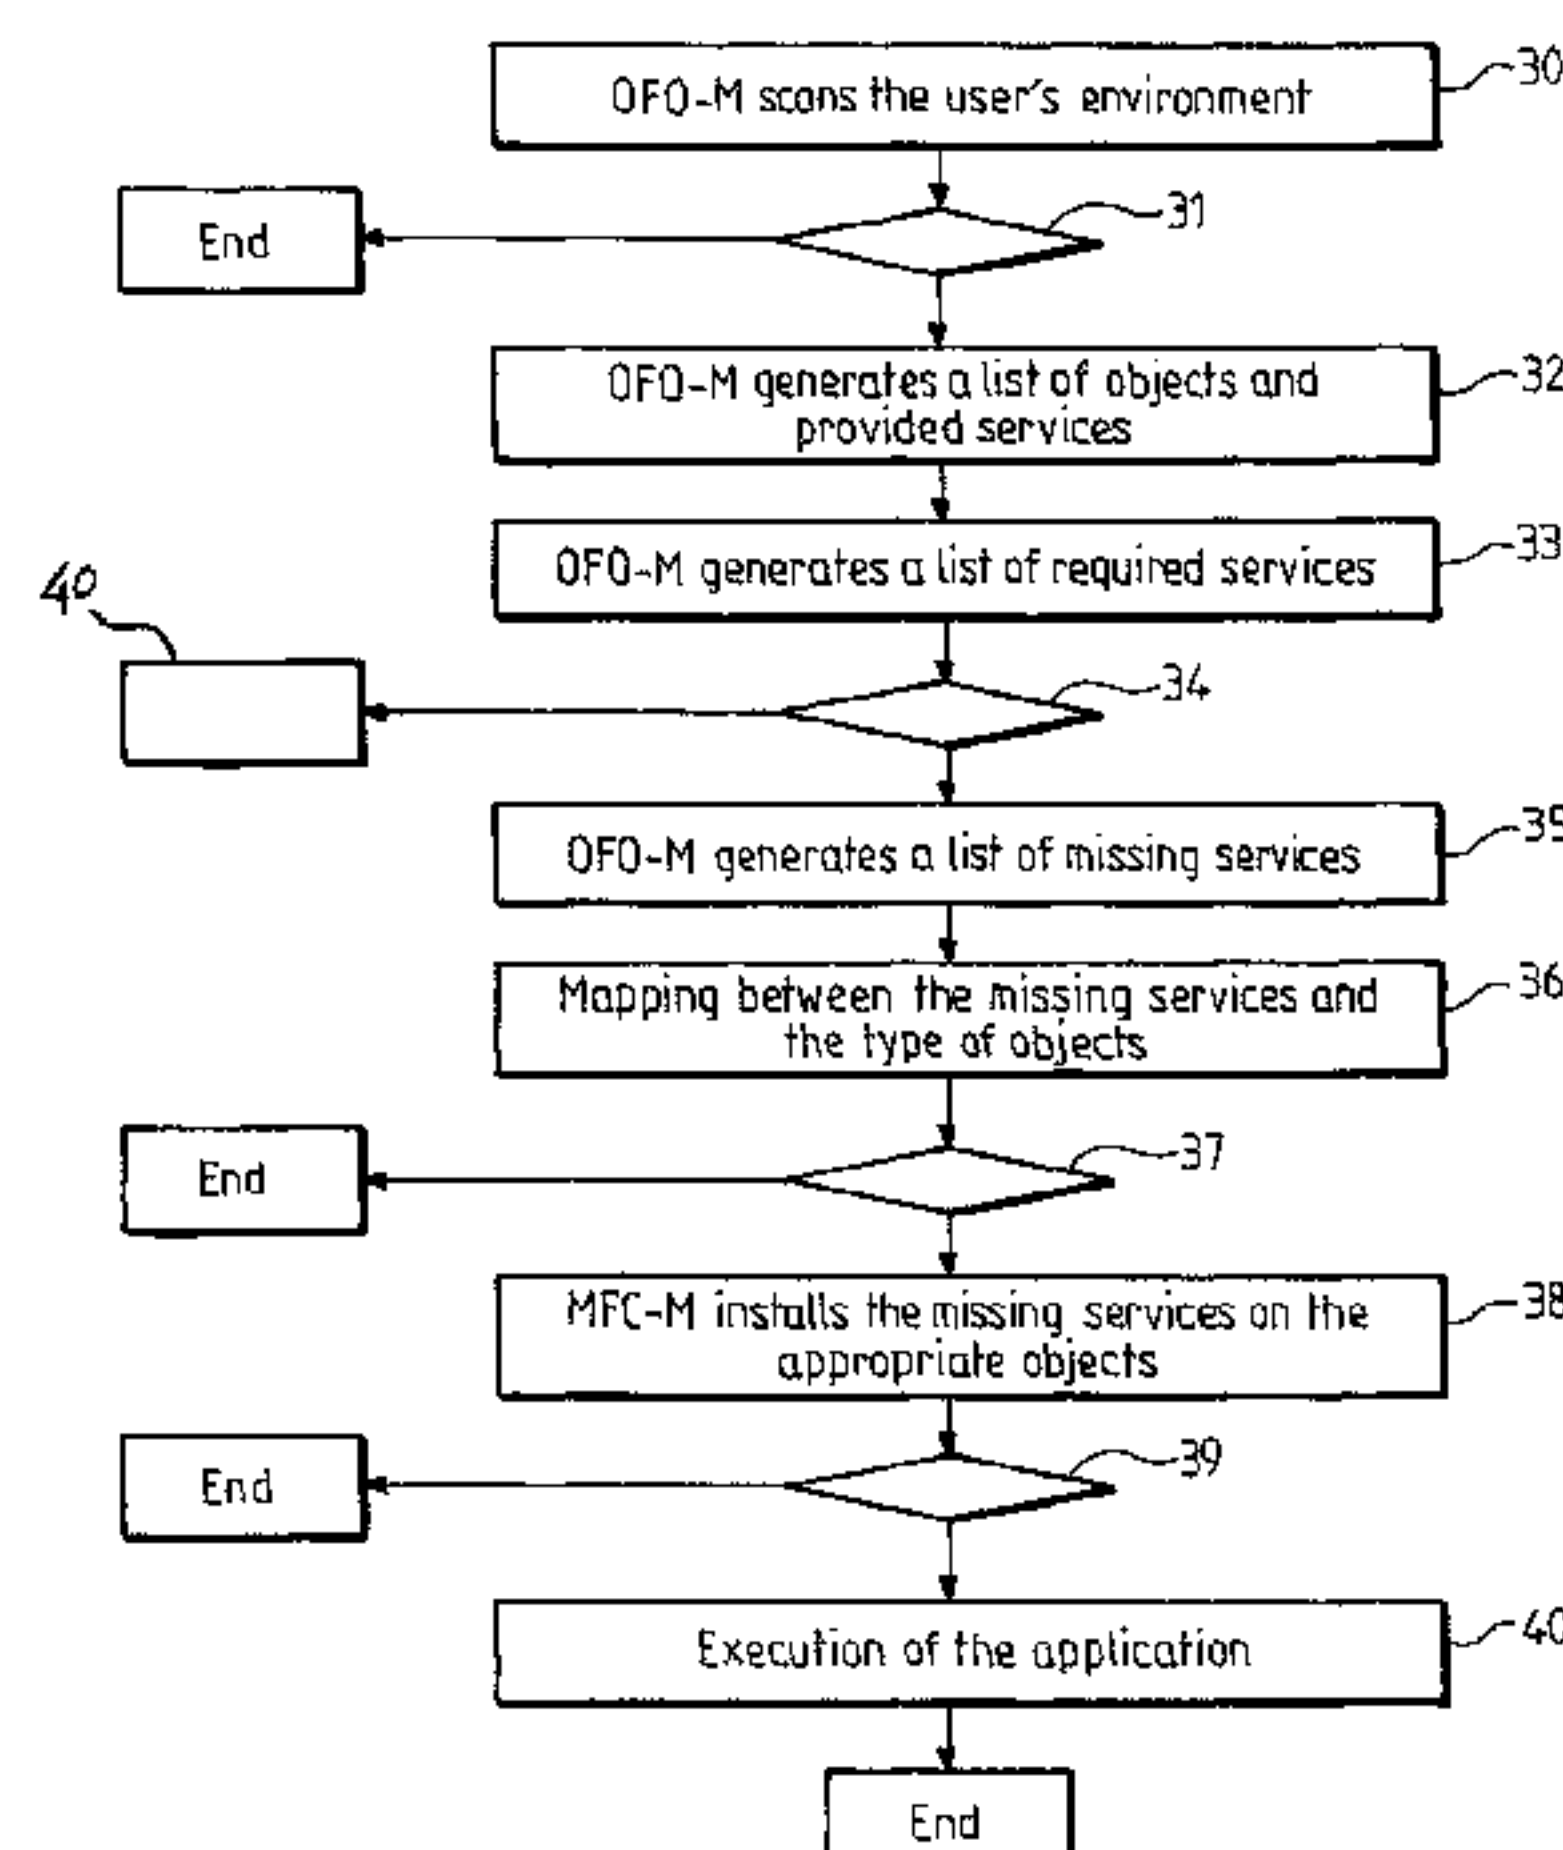 OFO-M scans the user's environment
30
31
End
OFO-M generates a list of objects and
provided services
32
OFO-M generates a list of required services
33
40
34
OFO-M generates a list of missing services
35
Mapping between the missing services and
the type of objects
36
37
End
MFC-M installs the missing services on the
appropriate objects
38
39
End
Execution of the application
40
End